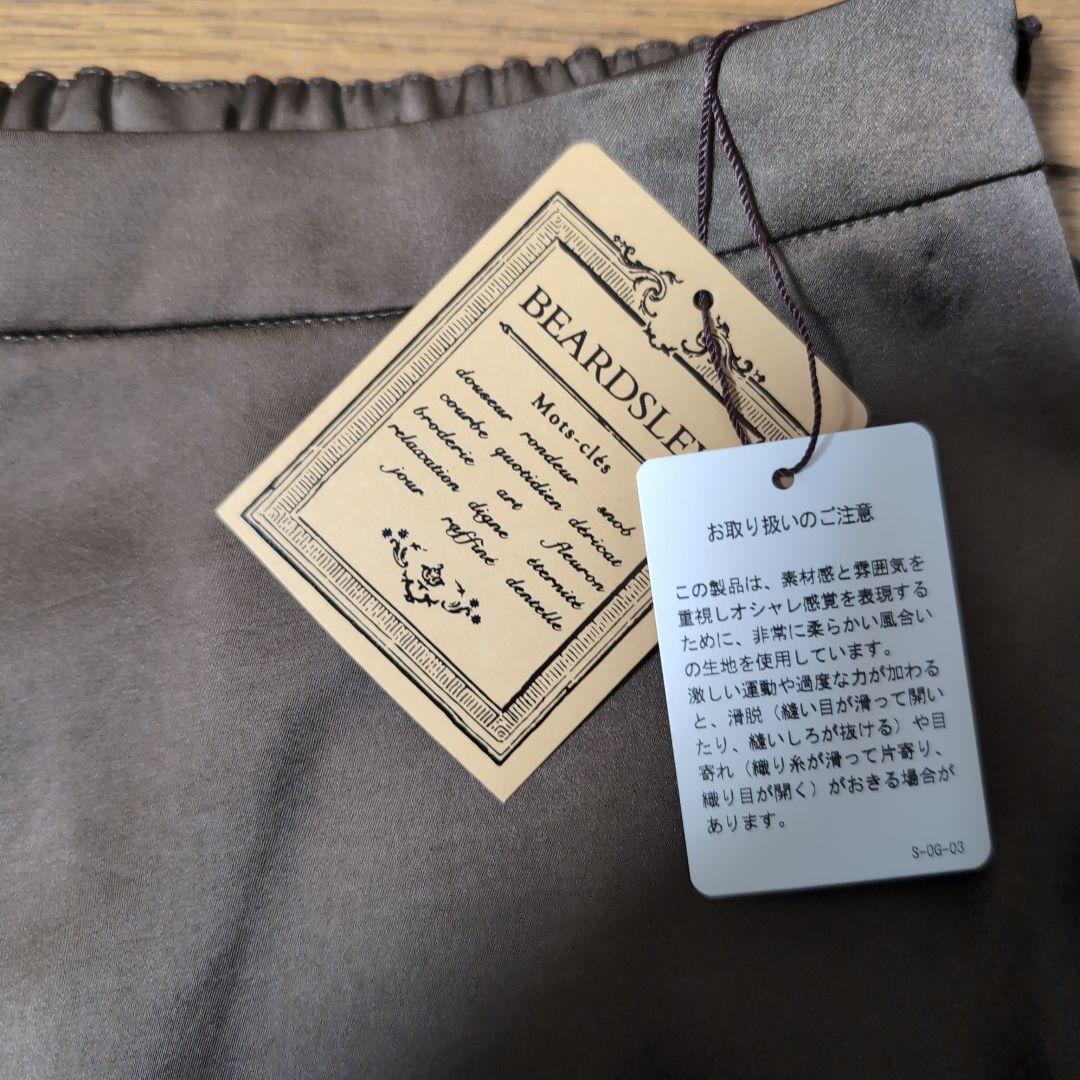 BEARDSLEY
Mots-clés
douseur rondeur snob
courbe quotidien déricat
broderie art fleuron
relaxation digne éternité
jour raffiné dentelle
お取り扱いのご注意
この製品は、素材感と雰囲気を
重視しオシャレ感覚を表現する
ために、非常に柔らかい風合い
の生地を使用しています。
激しい運動や過度な力が加わる
と、滑脱（縫い目が滑って開い
たり、縫いしろが抜ける）や目
寄れ（織り糸が滑って片寄り、
織り目が開く）がおきる場合が
あります。
S-OG-03